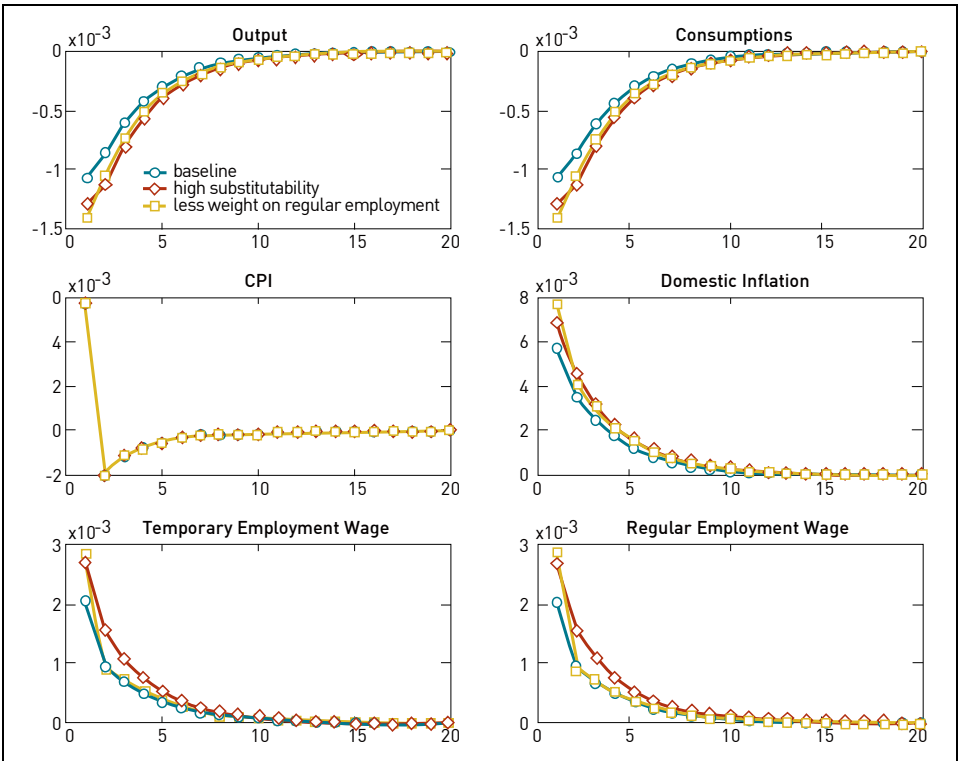 x10-3 Output
0
-0.5
-1
-1.5
0 5 10 15 20
baseline
high substitutability
less weight on regular employment
x10-3 Consumptions
0
-0.5
-1
-1.5
0 5 10 15 20
x10-3 CPI
0
4
2
0
-2
0 5 10 15 20
x10-3 Domestic Inflation
8
6
4
2
0
0 5 10 15 20
x10-3 Temporary Employment Wage
3
2
1
0
0 5 10 15 20
x10-3 Regular Employment Wage
3
2
1
0
0 5 10 15 20